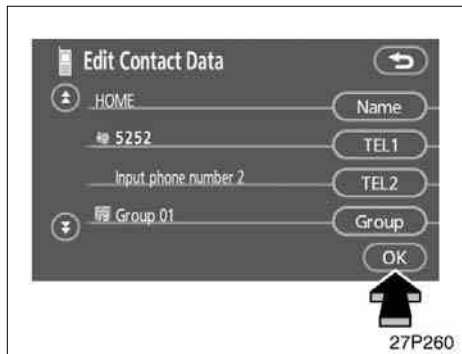 Edit Contact Data
HOME Name
5252 TEL1
Input phone number 2 TEL2
Group 01 Group
OK
27P260